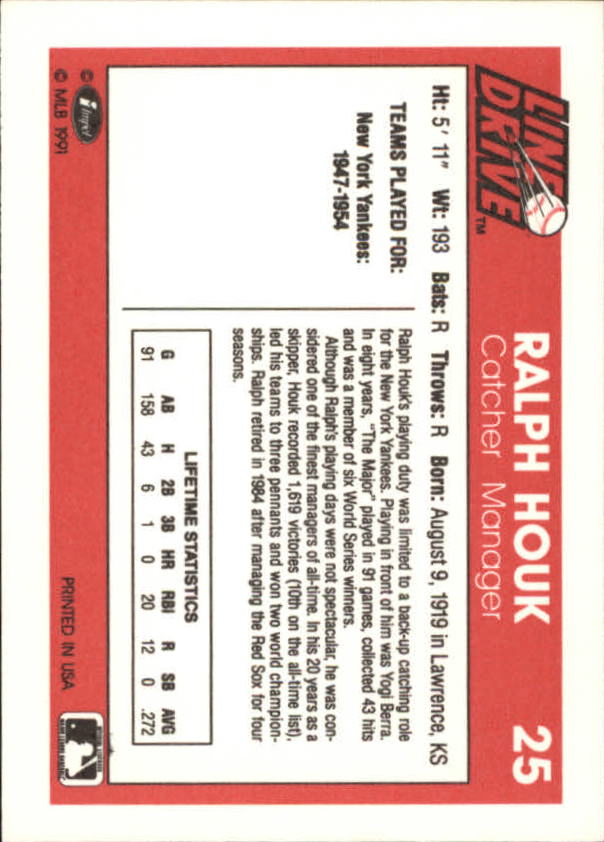 LINE
DRIVE™
RALPH HOUK
Catcher Manager
25
Ht: 5' 11" Wt: 193 Bats: R Throws: R Born: August 9, 1919 in Lawrence, KS
TEAMS PLAYED FOR:
New York Yankees:
1947-1954
Ralph Houk's playing duty was limited to a back-up catching role
for the New York Yankees. Playing in front of him was Yogi Berra.
In eight years, "The Major" played in 91 games, collected 43 hits
and was a member of six World Series winners.
Although Ralph's playing days were not spectacular, he was con-
sidered one of the finest managers of all-time. In his 20 years as a
skipper, Houk recorded 1,619 victories (10th on the all-time list),
led his teams to three pennants and won two world champion-
ships. Ralph retired in 1984 after managing the Red Sox for four
seasons.
LIFETIME STATISTICS
G AB H 2B 3B HR RBI R SB AVG
91 158 43 6 1 0 20 12 0 .272
© Impel
© MLB 1991
PRINTED IN USA